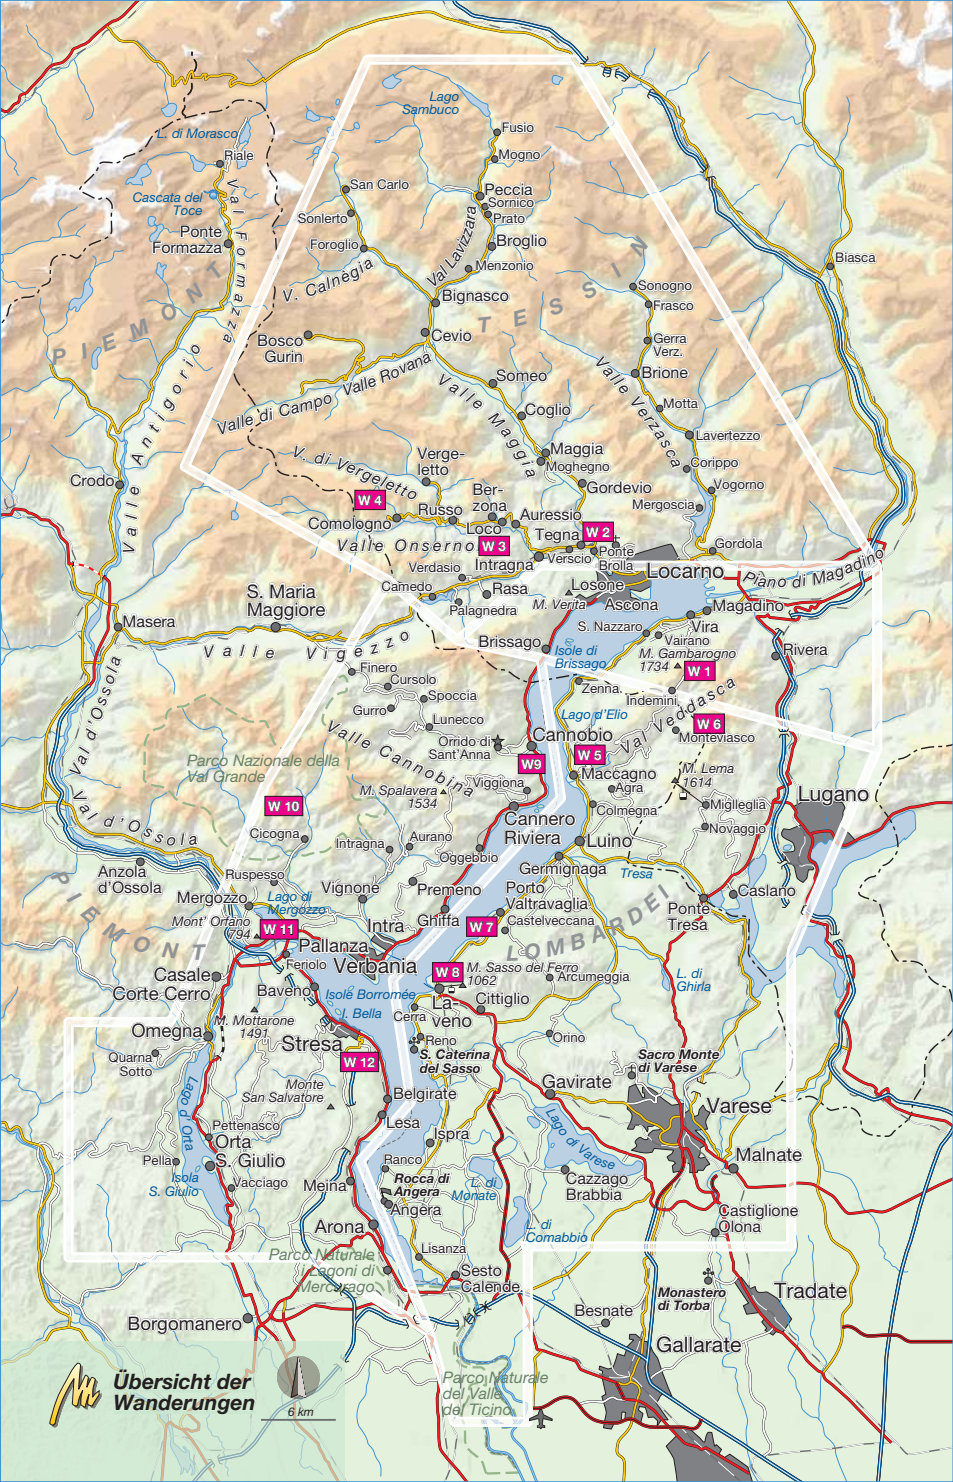 Lago
Sambuco
Fusio
L. di Morasco
Riale
Mogno
San Carlo
Peccia
Sornico
Cascata del
Toce
Prato
Sonlerto
Val Lavizzara
Val Formazza
Ponte
Formazza
Foroglio
Broglio
Biasca
V. Calnègia
Menzonio
Sonogno
PIEMONT
Bignasco
TESSIN
Frasco
Bosco
Gurin
Cevio
Gerra
Verz.
Valle Rovana
Valle Antigorio
Someo
Brione
Valle di Campo
Valle Maggia
Valle Verzasca
Motta
Coglio
Lavertezzo
Maggia
Moghegno
V. di Vergeletto
Verge-
letto
Corippo
Crodo
Gordevio
Vogorno
W 4
Ber-
zona
Mergoscia
Comologno
Russo
Loco
Auressio
Tegna
W 2
Valle Onsernone
W 3
Verscio
Ponte
Brolla
Gordola
Verdasio
Intragna
Locarno
Piano di Magadino
Camedo
Rasa
Losone
S. Maria
Maggiore
Palagnedra
M. Verita
Ascona
Magadino
Masera
S. Nazzaro
Vira
Valle Vigezzo
Brissago
Vairano
Isole di
Brissago
M. Gambarogno
1734
Rivera
Finero
W 1
Cursolo
Zenna
Indemini
Val d'Ossola
Spoccia
Gurro
Lago d'Elio
Val Veddasca
W 6
Lunecco
Valle Cannobina
Cannobio
Monteviasco
Orrido di
Sant'Anna
W9
W 5
Parco Nazionale della
Val Grande
Maccagno
M. Lema
1614
Viggiona
Agra
Lugano
M. Spalavera
1534
W 10
Colmegna
Miglieglia
Val d'Ossola
Cannero
Riviera
Novaggio
Cicogna
Intragna
Aurano
Luino
Oggebbio
Anzola
d'Ossola
Germignaga
Tresa
Ruspesso
Vignone
Premeno
Porto
Valtravaglia
Caslano
Mergozzo
Lago di
Mergozzo
Ponte
Tresa
PIEMONT
Mont' Orfano
794
W 11
Intra
Ghiffa
W 7
Castelveccana
LOMBARDEI
Pallanza
Verbania
Feriolo
Casale
Corte Cerro
W 8
M. Sasso del Ferro
1062
Arcumeggia
L. di
Ghirla
Baveno
Isole Borromée
La-
veno
Cittiglio
I. Bella
Cerra
M. Mottarone
1491
Omegna
Stresa
Reno
Orino
Quarna
Sotto
S. Caterina
del Sasso
Sacro Monte
di Varese
W 12
Monte
San Salvatore
Gavirate
Belgirate
Varese
Lago d' Orta
Lesa
Lago di Varese
Pettenasco
Ispra
Orta
S. Giulio
Malnate
Pella
Ranco
L. di
Monate
Cazzago
Brabbia
Isola
S. Giulio
Vacciago
Meina
Rocca di
Angera
Angera
Castiglione
Olona
Arona
L. di
Comabbio
Parco Naturale
i Lagoni di
Mercurago
Lisanza
Sesto
Calende
Monastero
di Torba
Tradate
Borgomanero
Besnate
Gallarate
Parco Naturale
del Valle
del Ticino
Übersicht der
Wanderungen
6 km